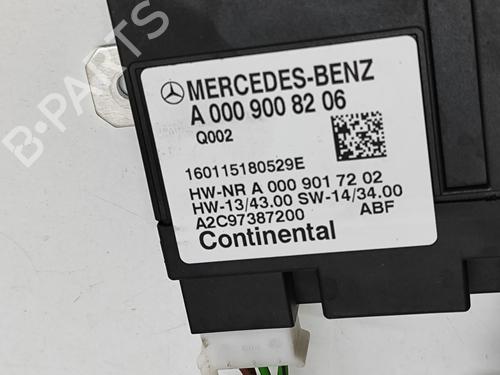 MERCEDES-BENZ
A 000 900 82 06
Q002
160115180529E
HW-NR A 000 901 72 02
HW-13/43.00 SW-14/34.00
A2C97387200 ABF
Continental
B-PARTS